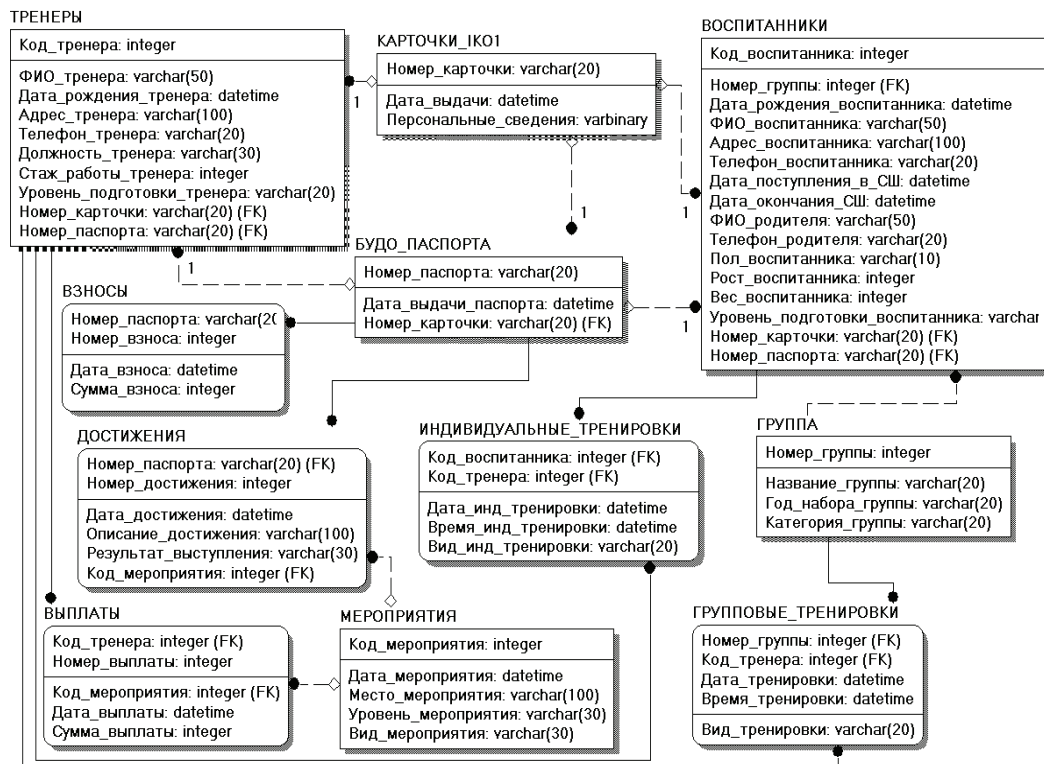 ТРЕНЕРЫ
Код_тренера: integer
ФИО_тренера: varchar(50)
Дата_рождения_тренера: datetime
Адрес_тренера: varchar(100)
Телефон_тренера: varchar(20)
Должность_тренера: varchar(30)
Стаж_работы_тренера: integer
Уровень_подготовки_тренера: varchar(20)
Номер_карточки: varchar(20) (FK)
Номер_паспорта: varchar(20) (FK)
1
1
КАРТОЧКИ_IKO1
Номер_карточки: varchar(20)
Дата_выдачи: datetime
Персональные_сведения: varbinary
1
1
ВОСПИТАННИКИ
Код_воспитанника: integer
Номер_группы: integer (FK)
Дата_рождения_воспитанника: datetime
ФИО_воспитанника: varchar(50)
Адрес_воспитанника: varchar(100)
Телефон_воспитанника: varchar(20)
Дата_поступления_в_СШ: datetime
Дата_окончания_СШ: datetime
ФИО_родителя: varchar(50)
Телефон_родителя: varchar(20)
Пол_воспитанника: varchar(10)
Рост_воспитанника: integer
Вес_воспитанника: integer
Уровень_подготовки_воспитанника: varchar
Номер_карточки: varchar(20) (FK)
Номер_паспорта: varchar(20) (FK)
БУДО_ПАСПОРТА
Номер_паспорта: varchar(20)
Дата_выдачи_паспорта: datetime
Номер_карточки: varchar(20) (FK)
1
ВЗНОСЫ
Номер_паспорта: varchar(20
Номер_взноса: integer
Дата_взноса: datetime
Сумма_взноса: integer
ДОСТИЖЕНИЯ
Номер_паспорта: varchar(20) (FK)
Номер_достижения: integer
Дата_достижения: datetime
Описание_достижения: varchar(100)
Результат_выступления: varchar(30)
Код_мероприятия: integer (FK)
ИНДИВИДУАЛЬНЫЕ_ТРЕНИРОВКИ
Код_воспитанника: integer (FK)
Код_тренера: integer (FK)
Дата_инд_тренировки: datetime
Время_инд_тренировки: datetime
Вид_инд_тренировки: varchar(20)
ГРУППА
Номер_группы: integer
Название_группы: varchar(20)
Год_набора_группы: varchar(20)
Категория_группы: varchar(20)
ВЫПЛАТЫ
Код_тренера: integer (FK)
Номер_выплаты: integer
Код_мероприятия: integer (FK)
Дата_выплаты: datetime
Сумма_выплаты: integer
МЕРОПРИЯТИЯ
Код_мероприятия: integer
Дата_мероприятия: datetime
Место_мероприятия: varchar(100)
Уровень_мероприятия: varchar(30)
Вид_мероприятия: varchar(30)
ГРУППОВЫЕ_ТРЕНИРОВКИ
Номер_группы: integer (FK)
Код_тренера: integer (FK)
Дата_тренировки: datetime
Время_тренировки: datetime
Вид_тренировки: varchar(20)